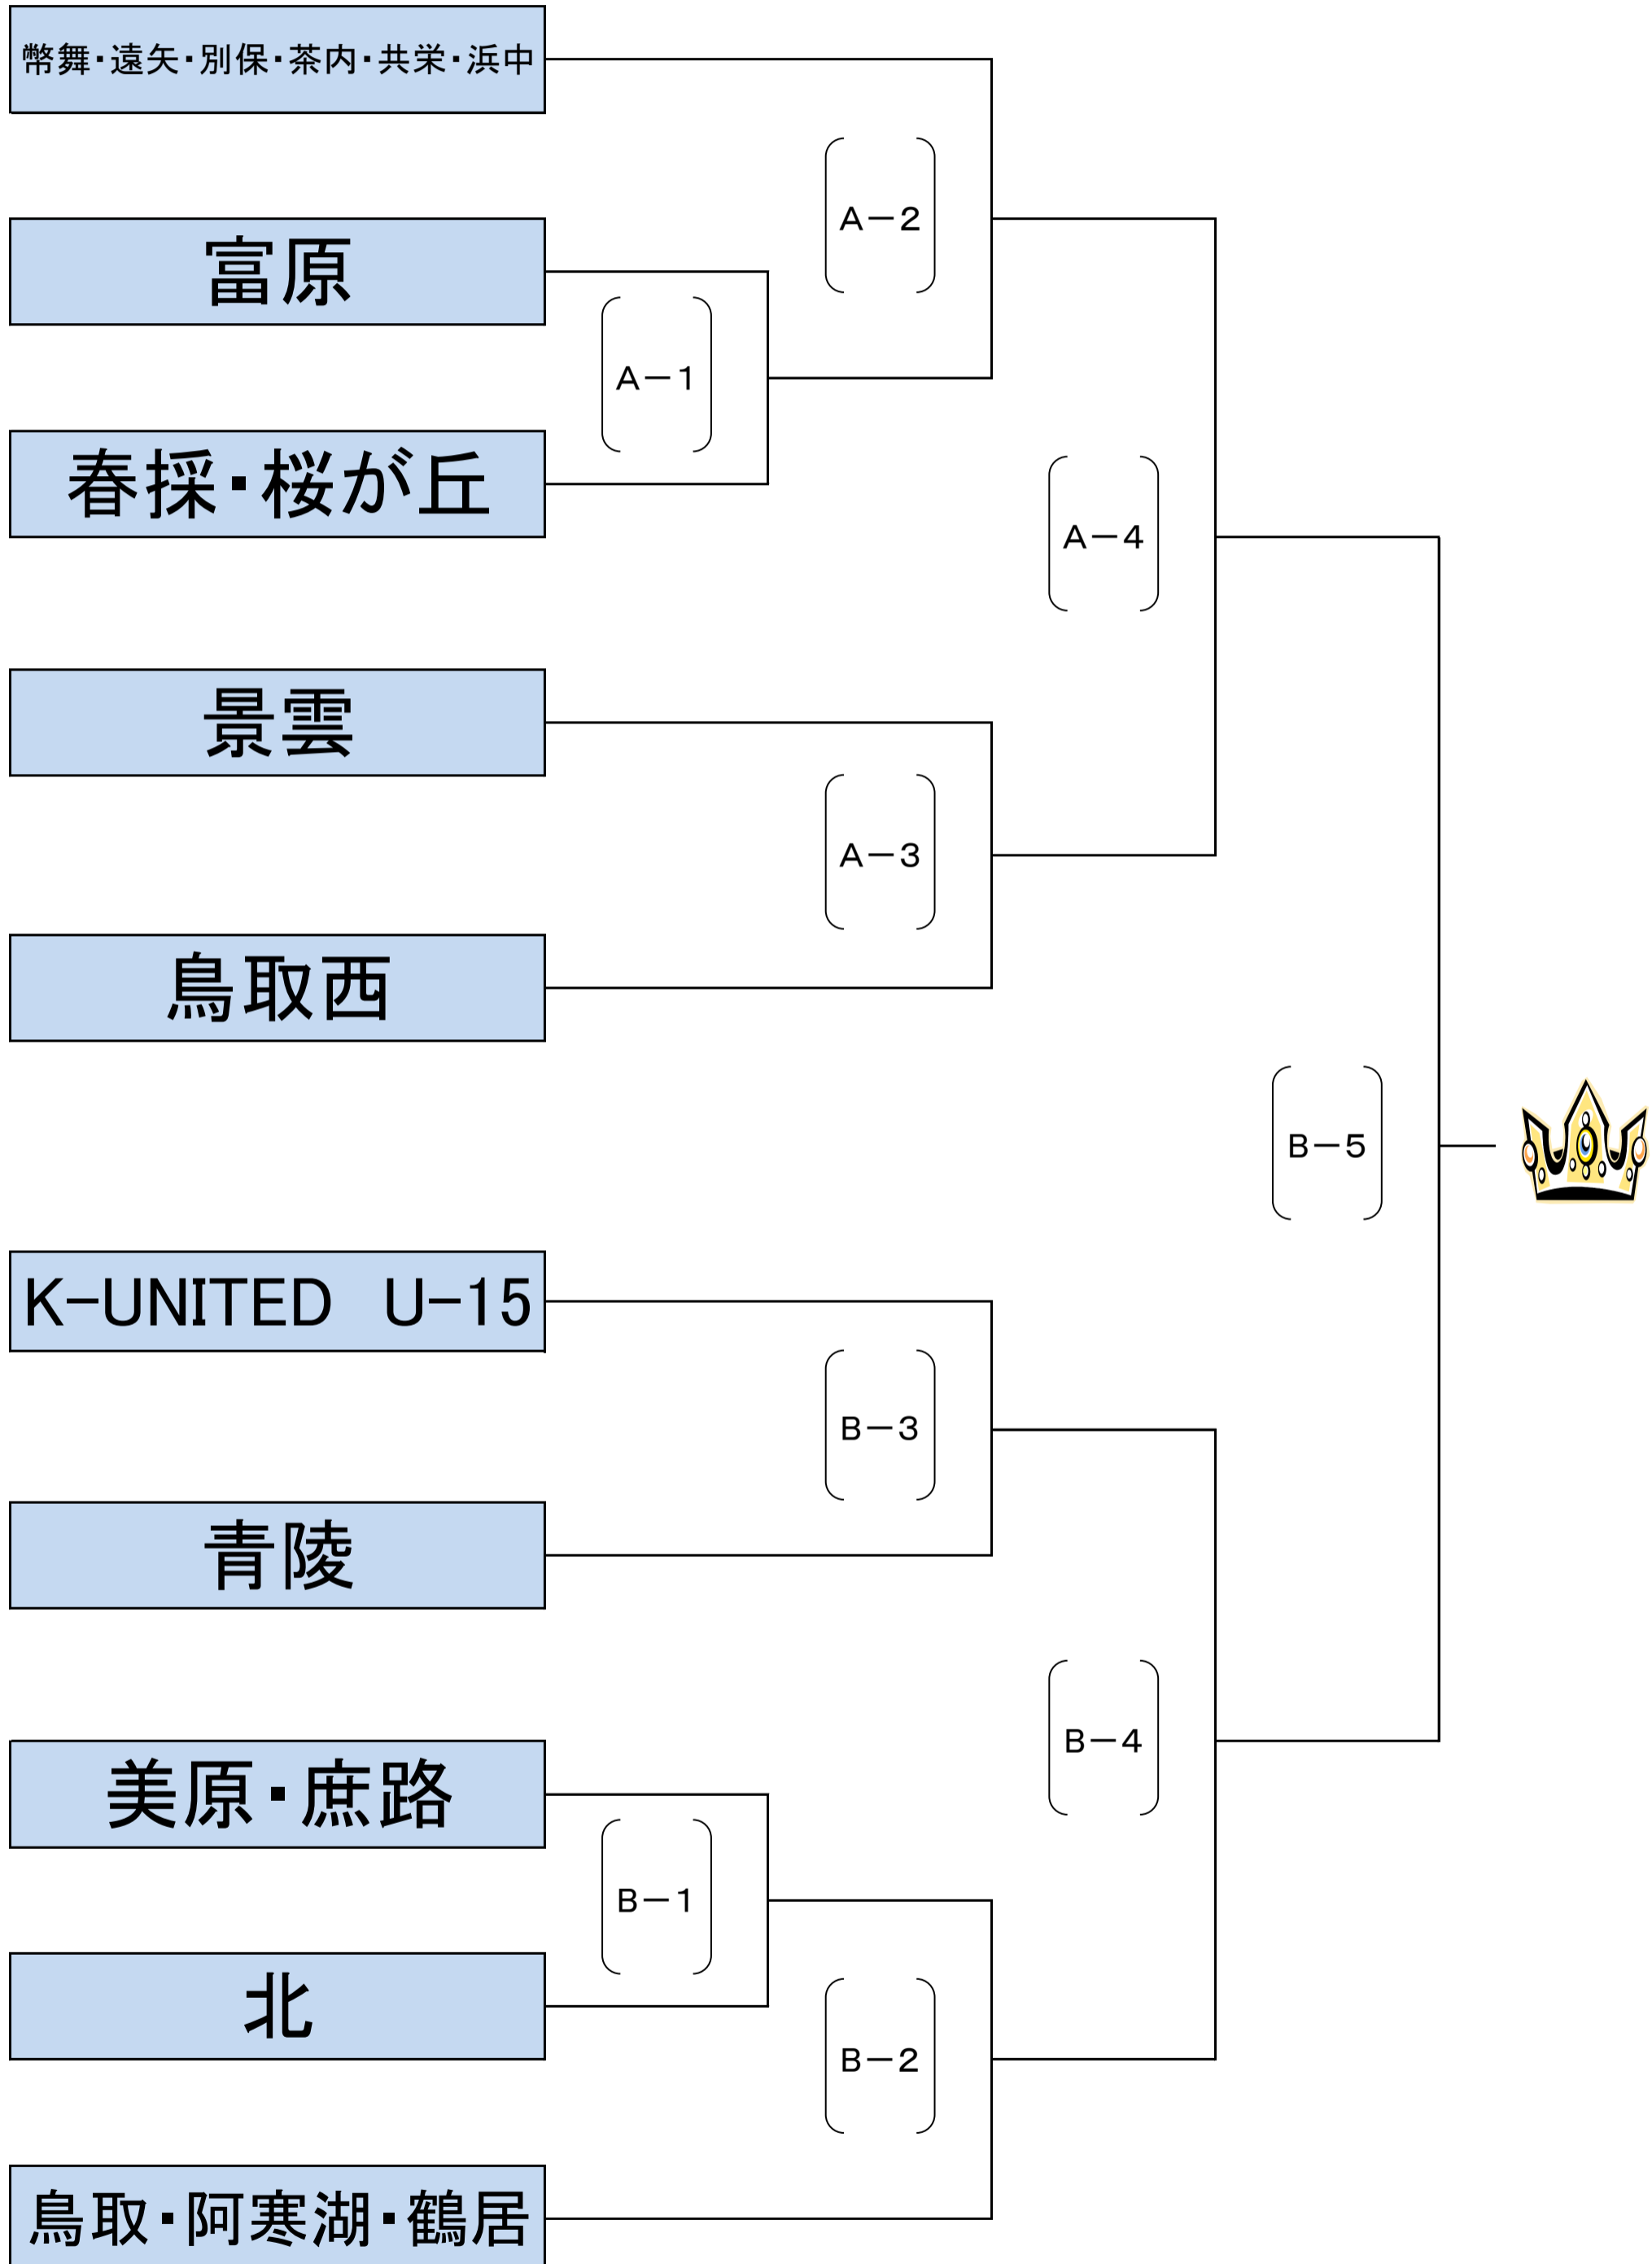 弊舞・遠矢・別保・茶内・共栄・浜中
A－2
富原
A－1
春採・桜が丘
A－4
景雲
A－3
鳥取西
B－5
K－UNITED　U－15
B－3
青陵
B－4
美原・庶路
B－1
北
B－2
鳥取・阿寒湖・鶴居